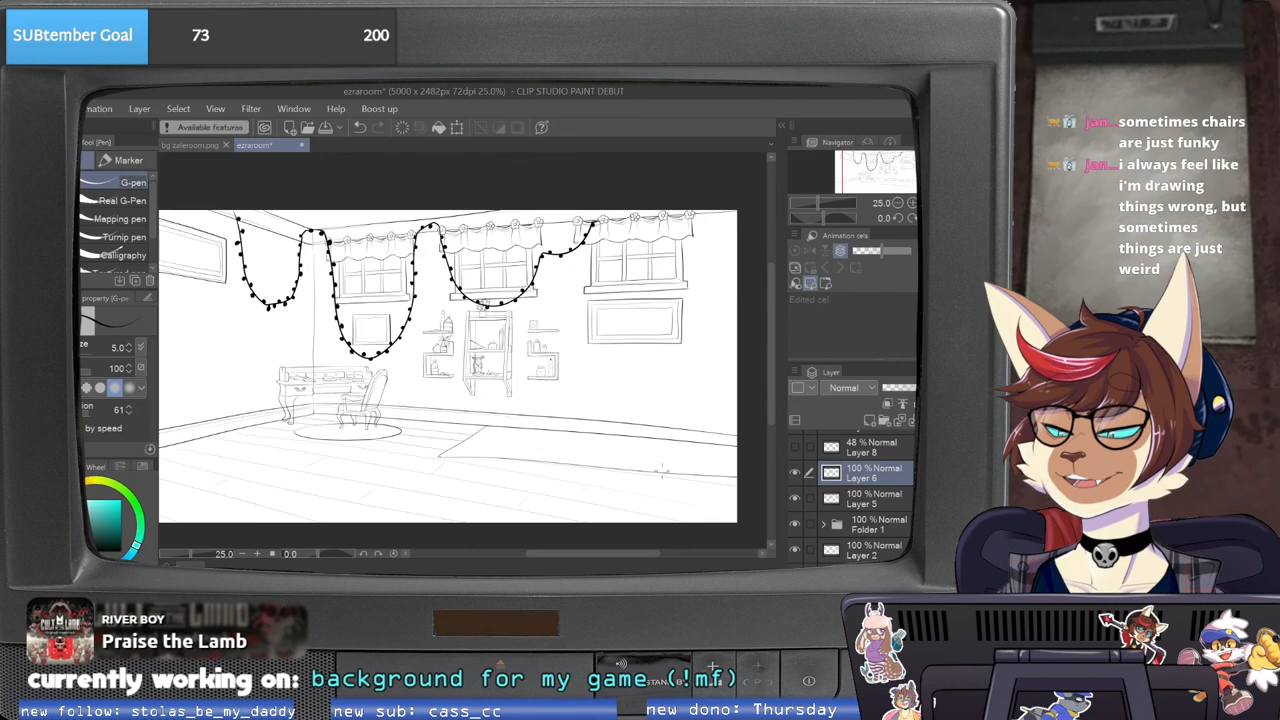 SUBtember Goal 73 200
ezraroom* (5000 x 2482px 72dpi 25.0%) - CLIP STUDIO PAINT DEBUT
mation Layer Select View Filter Window Help Boost up
Available features
bg zaleroom.png ezraroom*
Marker
G-pen
Real G-Pen
Mapping pen
Turnip pen
Calligraphy
5.0
100
61
by speed
Wheel
25.0 0.0
Navigator
25.0
0.0
Animation cels
Edited cel
Layer
Normal
48 % Normal
Layer 8
100 % Normal
Layer 6
100 % Normal
Layer 5
100 % Normal
Folder 1
100 % Normal
Layer 2
jan... sometimes chairs
are just funky
jan... i always feel like
i'm drawing
things wrong, but
sometimes
things are just
weird
RIVER BOY
Praise the Lamb
currently working on: background for my game (!mf)
new follow: stolas_be_my_daddy new sub: cass_cc new dono: Thursday